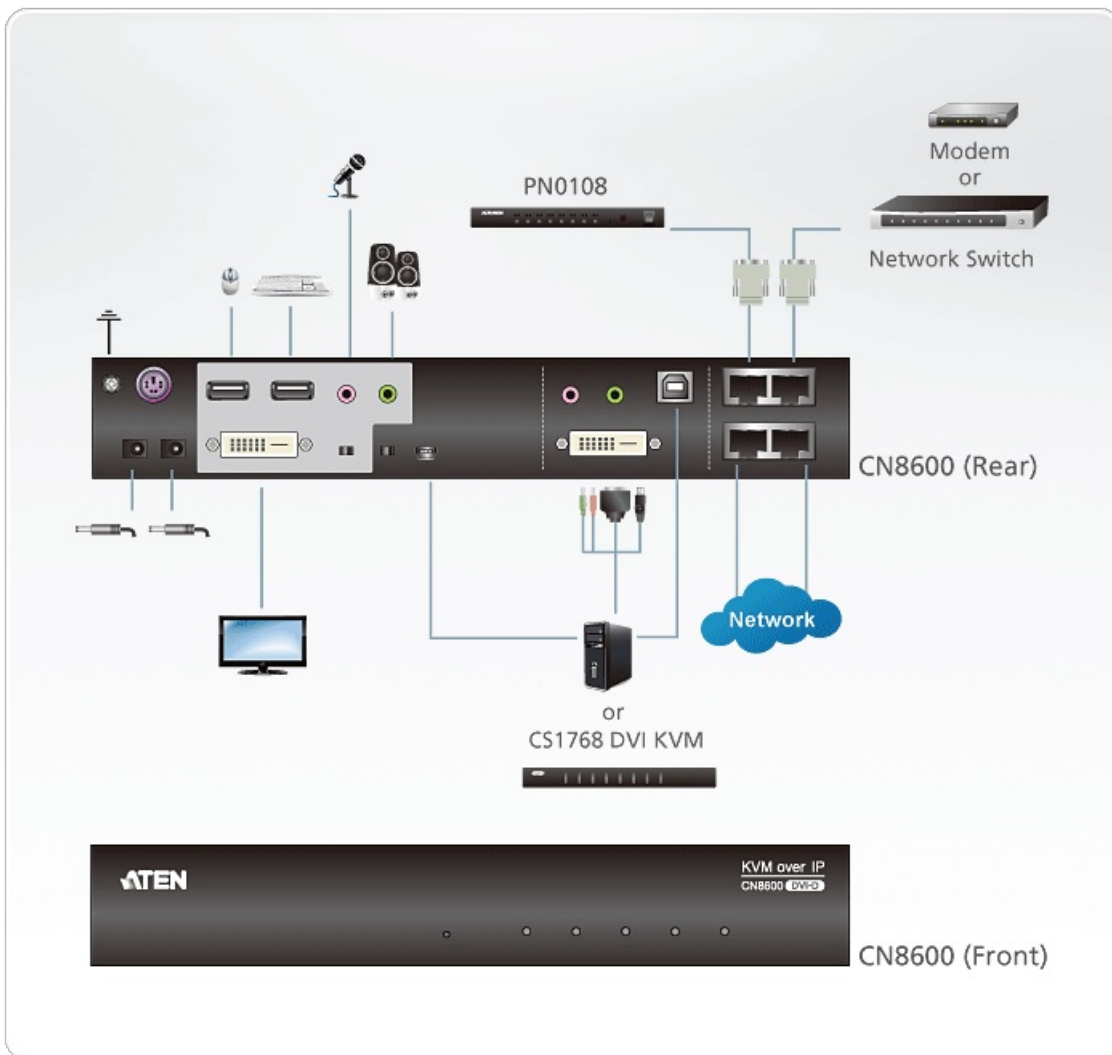 Modem
or
Network Switch
PN0108
CN8600 (Rear)
Network
or
CS1768 DVI KVM
ATEN
KVM over IP
CN8600 DVI-D
CN8600 (Front)